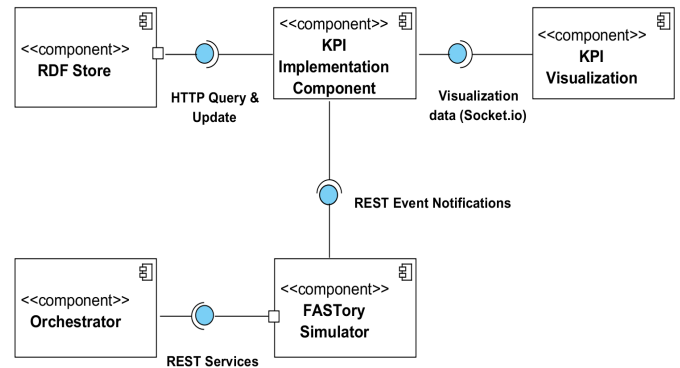 <<component>>
RDF Store
HTTP Query &
Update
<<component>>
KPI
Implementation
Component
Visualization
data (Socket.io)
<<component>>
KPI
Visualization
REST Event Notifications
<<component>>
Orchestrator
REST Services
<<component>>
FASTory
Simulator